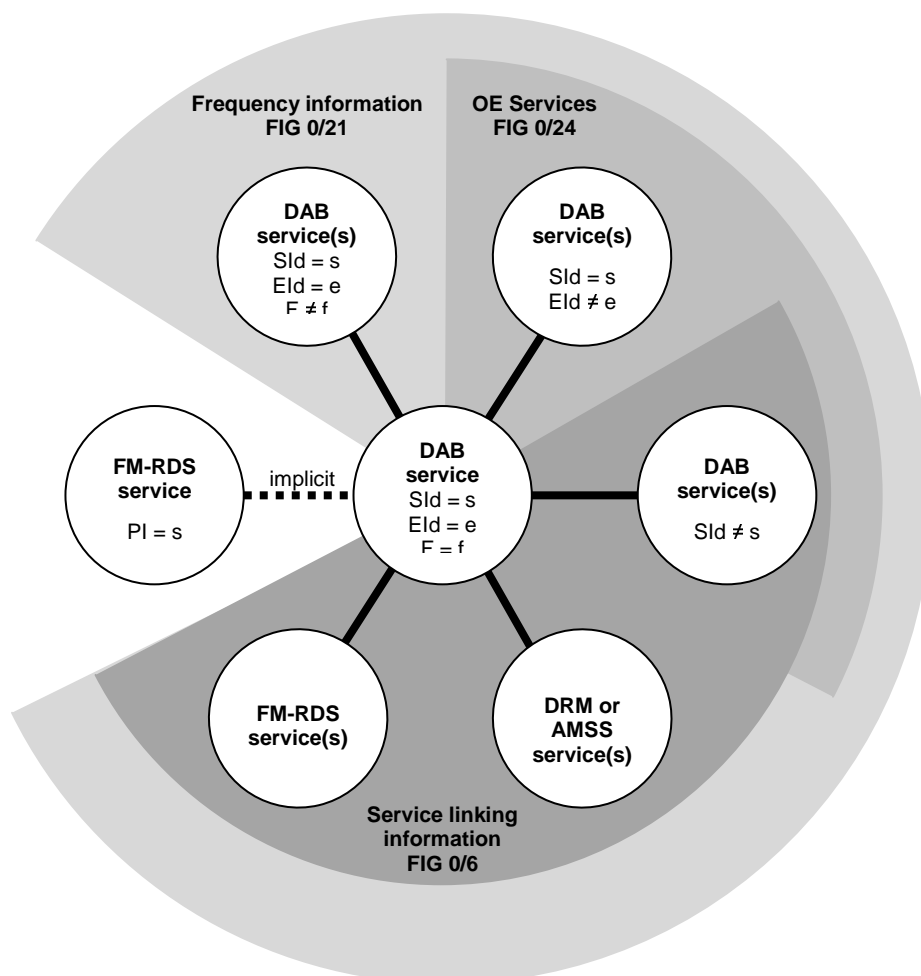 Frequency information
FIG 0/21
OE Services
FIG 0/24
DAB
service(s)
SId = s
EId = e
F ≠ f
DAB
service(s)
SId = s
EId ≠ e
FM-RDS
service
PI = s
implicit
DAB
service
SId = s
EId = e
F = f
DAB
service(s)
SId ≠ s
FM-RDS
service(s)
DRM or
AMSS
service(s)
Service linking
information
FIG 0/6